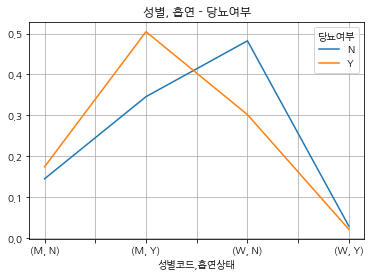 성별, 흡연 - 당뇨여부
당뇨여부
N
Y
0,5
0,4
0,3
0,2
0,1
0,0
(M, N) (M, Y) (W, N) (W, Y)
성별코드,흡연상태